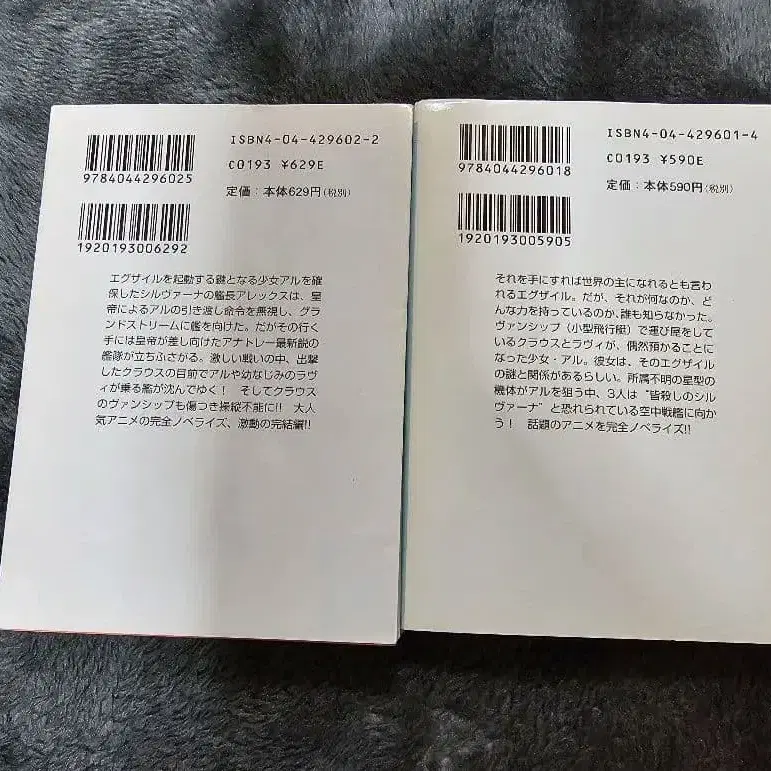 ISBN4-04-429602-2
9784044296025
C0193 ¥629E
定価：本体629円(税別)
1920193006292
エグザイルを起動する鍵となる少女アルを確
保したシルヴァーナの艦長アレックスは、皇
帝によるアルの引き渡し命令を無視し、グラ
ンドストリームに艦を向けた。だがその行く
手には皇帝が差し向けたアナトレー最新鋭の
艦隊が立ちふさがる。激しい戦いの中、出撃
したクラウスの目前でアルや幼なじみのラヴ
ィが乗る艦が沈んでゆく！　そしてクラウス
のヴァンシップも傷つき操縦不能に!!　大人
気アニメの完全ノベライズ、激動の完結編!!
ISBN4-04-429601-4
9784044296018
C0193 ¥590E
定価：本体590円(税別)
1920193005905
それを手にすれば世界の主になれるとも言わ
れるエグザイル。だが、それが何なのか、ど
んな力を持っているのか、誰も知らなかった。
ヴァンシップ（小型飛行艇）で運び屋をして
いるクラウスとラヴィが、偶然預かることに
なった少女・アル。彼女は、そのエグザイル
の謎と関係があるらしい。所属不明の星型の
機体がアルを狙う中、3人は“皆殺しのシル
ヴァーナ”と恐れられている空中戦艦に向か
う！　話題のアニメを完全ノベライズ!!